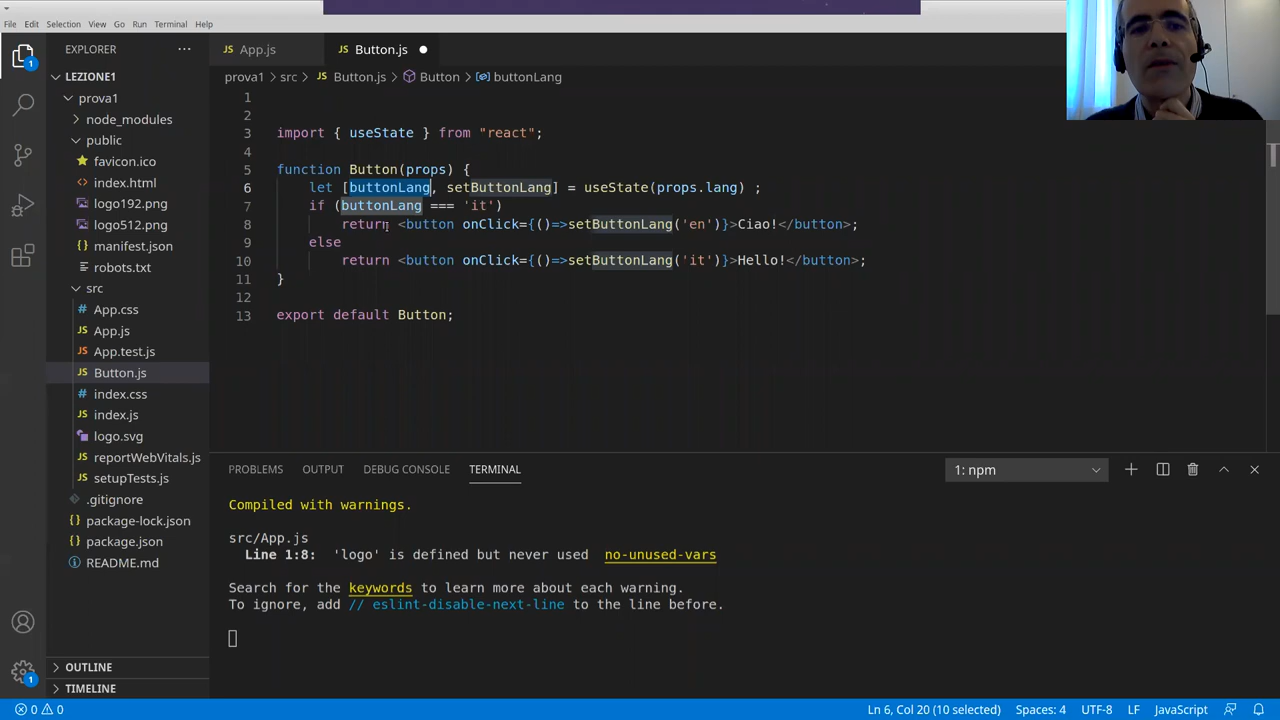 File Edit Selection View Go Run Terminal Help
EXPLORER
App.js
Button.js
LEZIONE1
prova1
node_modules
public
favicon.ico
index.html
logo192.png
logo512.png
manifest.json
robots.txt
src
App.css
App.js
App.test.js
Button.js
index.css
index.js
logo.svg
reportWebVitals.js
setupTests.js
.gitignore
package-lock.json
package.json
README.md
OUTLINE
TIMELINE
1
1
prova1 > src > Button.js > Button > buttonLang
1
2
3 import { useState } from "react";
4
5 function Button(props) {
6 let [buttonLang, setButtonLang] = useState(props.lang) ;
7 if (buttonLang === 'it')
8 return <button onClick={()=>setButtonLang('en')}>Ciao!</button>;
9 else
10 return <button onClick={()=>setButtonLang('it')}>Hello!</button>;
11 }
12
13 export default Button;
PROBLEMS OUTPUT DEBUG CONSOLE TERMINAL 1: npm
Compiled with warnings.
src/App.js
Line 1:8: 'logo' is defined but never used no-unused-vars
Search for the keywords to learn more about each warning.
To ignore, add // eslint-disable-next-line to the line before.
0 0 Ln 6, Col 20 (10 selected) Spaces: 4 UTF-8 LF JavaScript